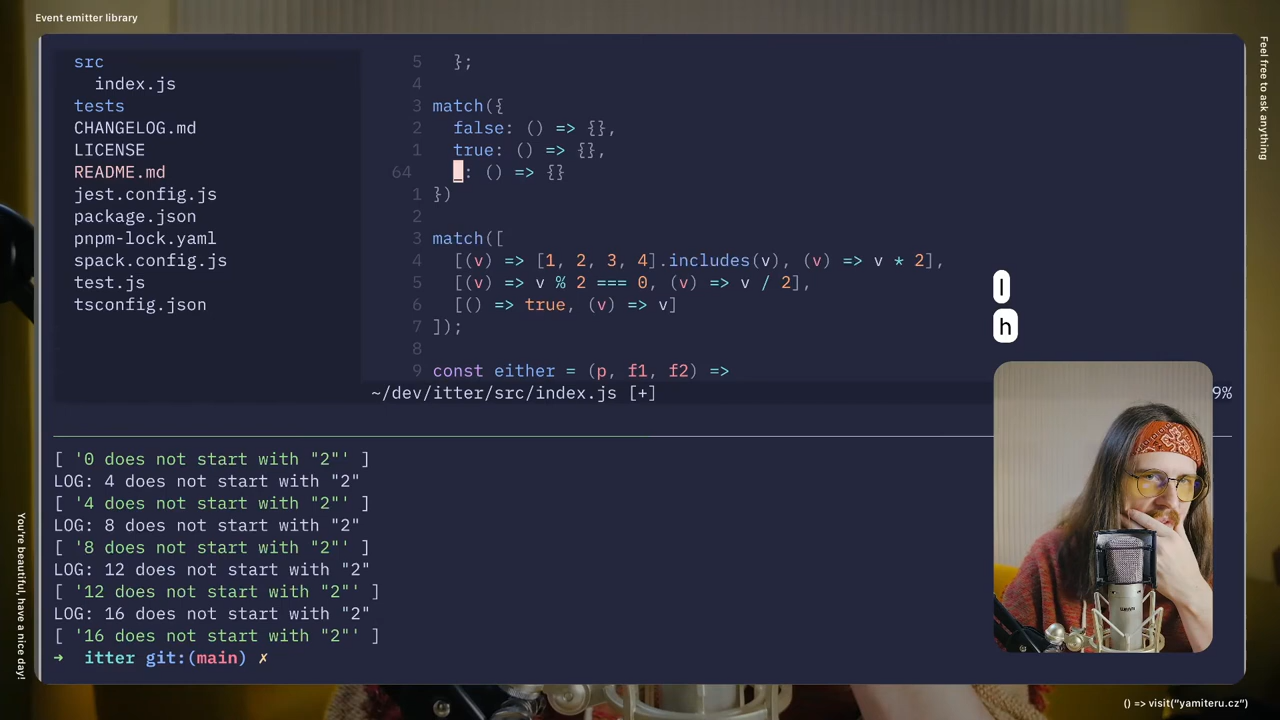 Event emitter library
src
index.js
tests
CHANGELOG.md
LICENSE
README.md
jest.config.js
package.json
pnpm-lock.yaml
spack.config.js
test.js
tsconfig.json
5 };
4
3 match({
2 false: () => {},
1 true: () => {},
64 _: () => {}
1 })
2
3 match([
4 [(v) => [1, 2, 3, 4].includes(v), (v) => v * 2],
5 [(v) => v % 2 === 0, (v) => v / 2],
6 [() => true, (v) => v]
7 ]);
8
9 const either = (p, f1, f2) =>
~/dev/itter/src/index.js [+]
9%
[ '0 does not start with "2"' ]
LOG: 4 does not start with "2"
[ '4 does not start with "2"' ]
LOG: 8 does not start with "2"
[ '8 does not start with "2"' ]
LOG: 12 does not start with "2"
[ '12 does not start with "2"' ]
LOG: 16 does not start with "2"
[ '16 does not start with "2"' ]
➜ itter git:(main) ✗
l
h
Feel free to ask anything
You're beautiful, have a nice day!
() => visit("yamiteru.cz")